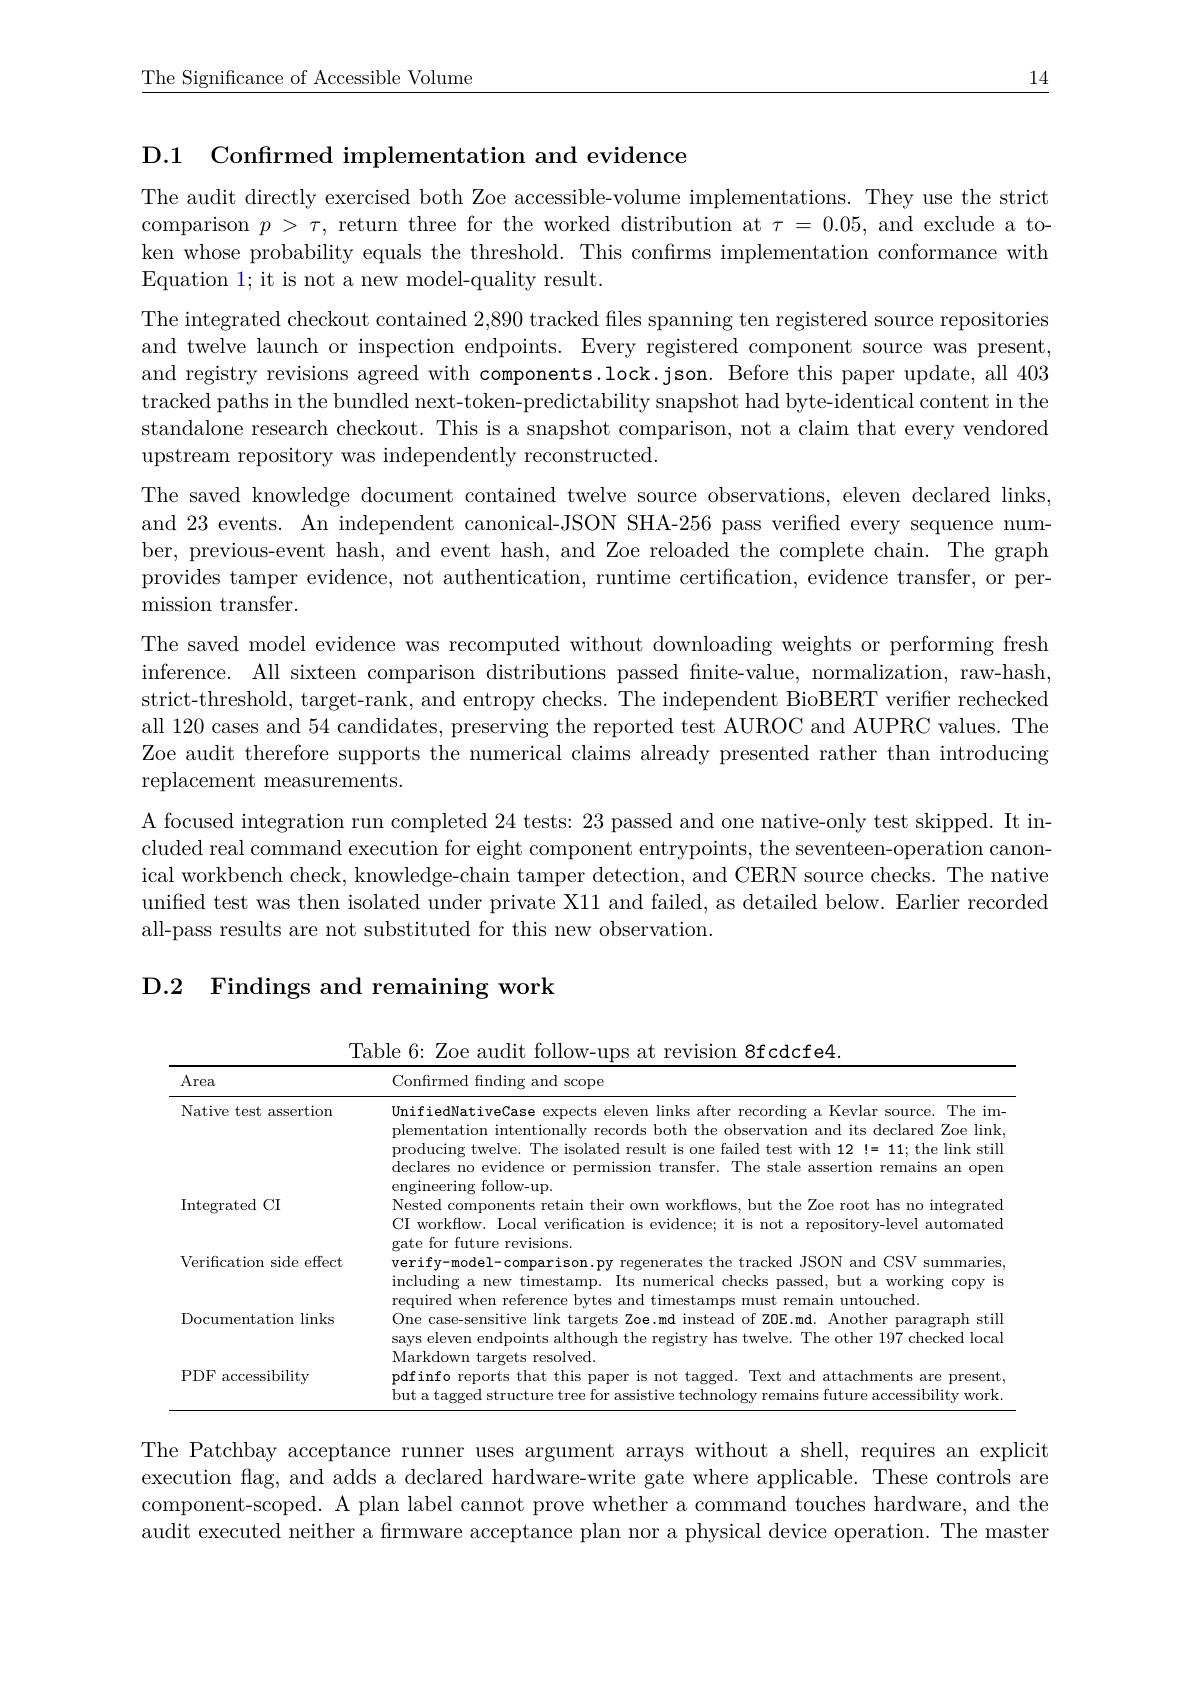 The Significance of Accessible Volume 14
D.1 Confirmed implementation and evidence
The audit directly exercised both Zoe accessible-volume implementations. They use the strict
comparison p > τ, return three for the worked distribution at τ = 0.05, and exclude a to-
ken whose probability equals the threshold. This confirms implementation conformance with
Equation 1; it is not a new model-quality result.
The integrated checkout contained 2,890 tracked files spanning ten registered source repositories
and twelve launch or inspection endpoints. Every registered component source was present,
and registry revisions agreed with components.lock.json. Before this paper update, all 403
tracked paths in the bundled next-token-predictability snapshot had byte-identical content in the
standalone research checkout. This is a snapshot comparison, not a claim that every vendored
upstream repository was independently reconstructed.
The saved knowledge document contained twelve source observations, eleven declared links,
and 23 events. An independent canonical-JSON SHA-256 pass verified every sequence num-
ber, previous-event hash, and event hash, and Zoe reloaded the complete chain. The graph
provides tamper evidence, not authentication, runtime certification, evidence transfer, or per-
mission transfer.
The saved model evidence was recomputed without downloading weights or performing fresh
inference. All sixteen comparison distributions passed finite-value, normalization, raw-hash,
strict-threshold, target-rank, and entropy checks. The independent BioBERT verifier rechecked
all 120 cases and 54 candidates, preserving the reported test AUROC and AUPRC values. The
Zoe audit therefore supports the numerical claims already presented rather than introducing
replacement measurements.
A focused integration run completed 24 tests: 23 passed and one native-only test skipped. It in-
cluded real command execution for eight component entrypoints, the seventeen-operation canon-
ical workbench check, knowledge-chain tamper detection, and CERN source checks. The native
unified test was then isolated under private X11 and failed, as detailed below. Earlier recorded
all-pass results are not substituted for this new observation.
D.2 Findings and remaining work
Table 6: Zoe audit follow-ups at revision 8fcdcfe4.
Area Confirmed finding and scope
Native test assertion UnifiedNativeCase expects eleven links after recording a Kevlar source. The im-
plementation intentionally records both the observation and its declared Zoe link,
producing twelve. The isolated result is one failed test with 12 != 11; the link still
declares no evidence or permission transfer. The stale assertion remains an open
engineering follow-up.
Integrated CI Nested components retain their own workflows, but the Zoe root has no integrated
CI workflow. Local verification is evidence; it is not a repository-level automated
gate for future revisions.
Verification side effect verify-model-comparison.py regenerates the tracked JSON and CSV summaries,
including a new timestamp. Its numerical checks passed, but a working copy is
required when reference bytes and timestamps must remain untouched.
Documentation links One case-sensitive link targets Zoe.md instead of ZOE.md. Another paragraph still
says eleven endpoints although the registry has twelve. The other 197 checked local
Markdown targets resolved.
PDF accessibility pdfinfo reports that this paper is not tagged. Text and attachments are present,
but a tagged structure tree for assistive technology remains future accessibility work.
The Patchbay acceptance runner uses argument arrays without a shell, requires an explicit
execution flag, and adds a declared hardware-write gate where applicable. These controls are
component-scoped. A plan label cannot prove whether a command touches hardware, and the
audit executed neither a firmware acceptance plan nor a physical device operation. The master